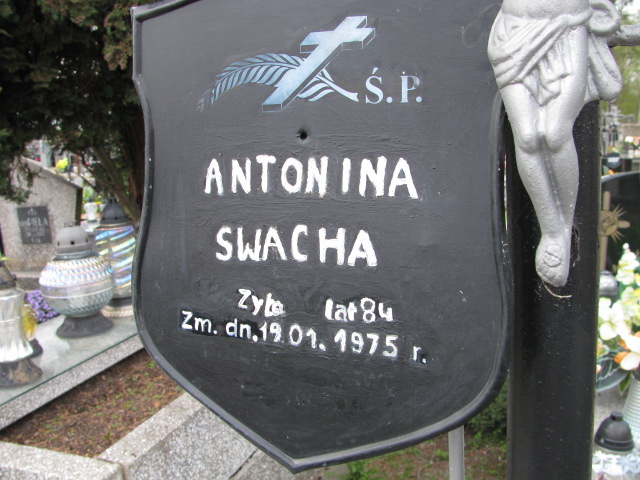 Ś.P.
ANTONINA
SWACHA
Żyła lat 84
Zm. dn. 19.01.1975 r.